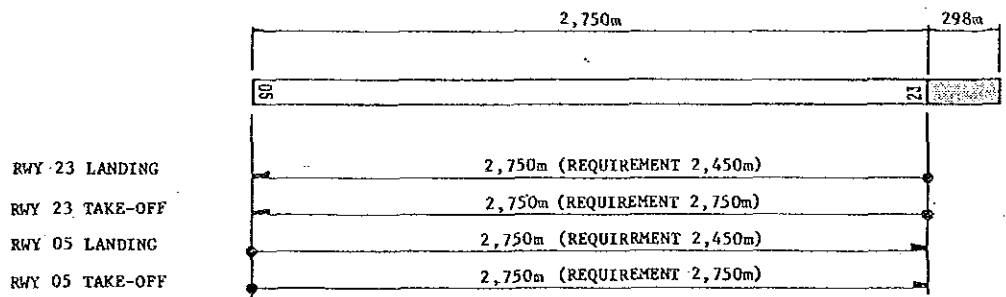 2,750m 298m
05 23
RWY 23 LANDING 2,750m (REQUIREMENT 2,450m)
RWY 23 TAKE-OFF 2,750m (REQUIREMENT 2,750m)
RWY 05 LANDING 2,750m (REQUIRRMENT 2,450m)
RWY 05 TAKE-OFF 2,750m (REQUIREMENT 2,750m)